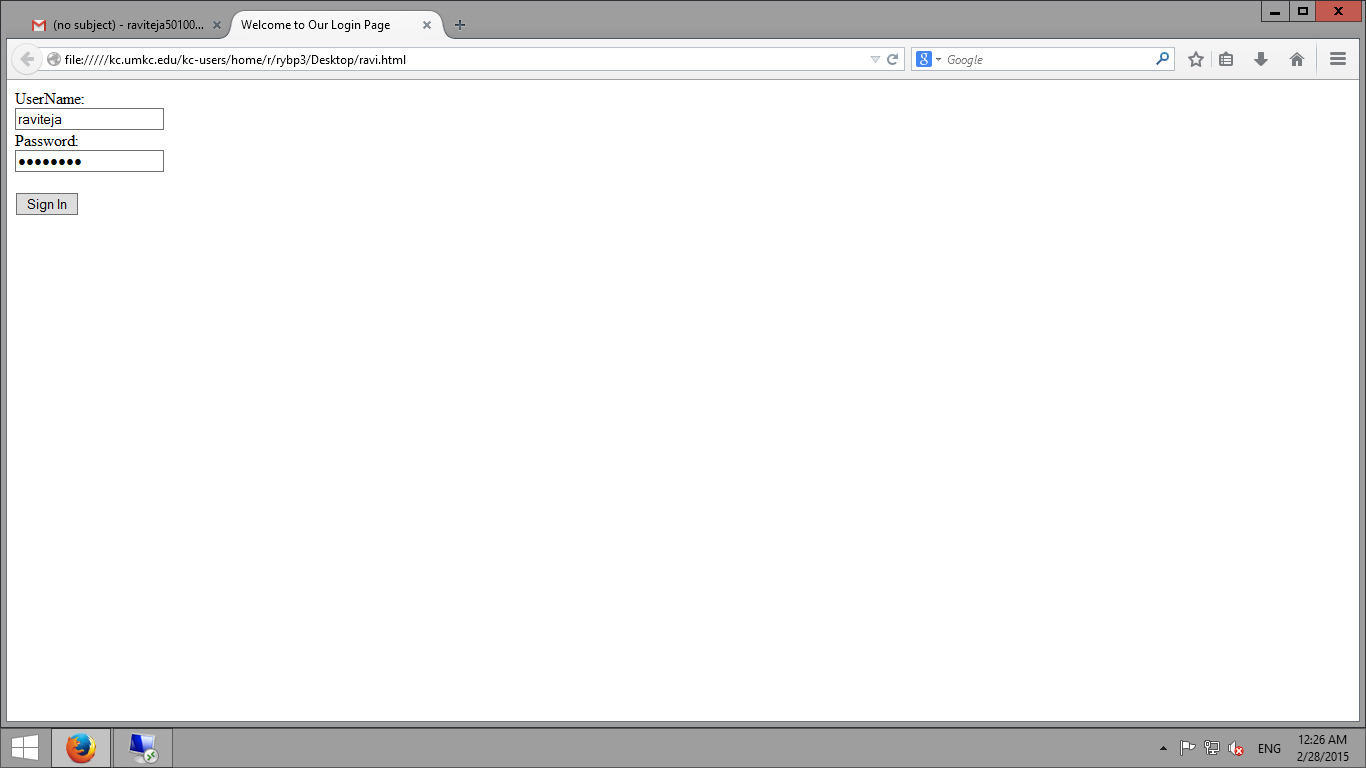 (no subject) - raviteja50100...
Welcome to Our Login Page
file://///kc.umkc.edu/kc-users/home/r/rybp3/Desktop/ravi.html
Google
UserName:
raviteja
Password:
••••••••
Sign In
ENG
12:26 AM
2/28/2015